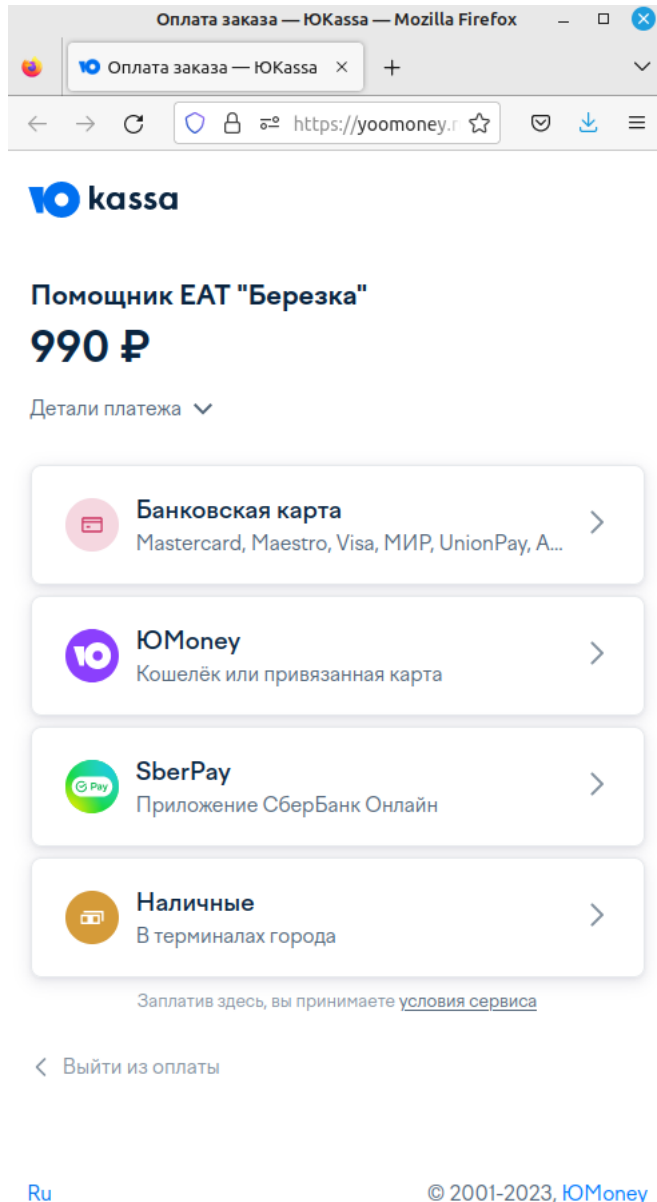 Оплата заказа — ЮKassa — Mozilla Firefox
Ю Оплата заказа — ЮKassa
https://yoomoney.r
Ю kassa
Помощник ЕАТ "Березка"
990 ₽
Детали платежа
Банковская карта
Mastercard, Maestro, Visa, МИР, UnionPay, A...
Ю
ЮMoney
Кошелёк или привязанная карта
Pay
SberPay
Приложение СберБанк Онлайн
Наличные
В терминалах города
Заплатив здесь, вы принимаете условия сервиса
Выйти из оплаты
Ru
© 2001-2023, ЮMoney